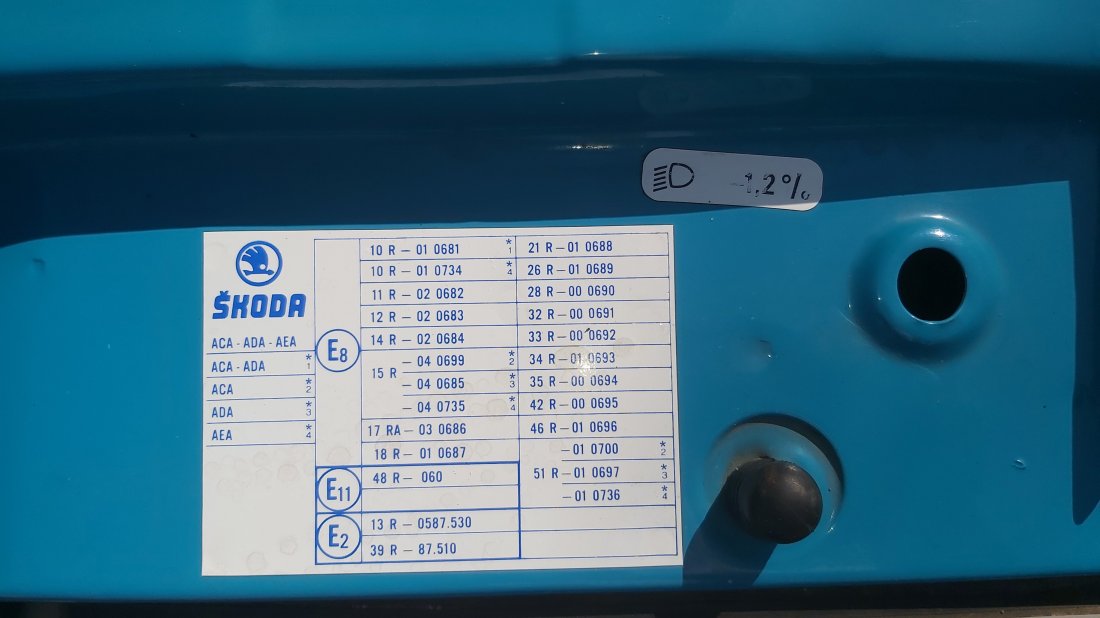 -1,2%
ŠKODA
ACA - ADA - AEA
ACA - ADA *1
ACA *2
ADA *3
AEA *4
E8
10 R - 01 0681 *1
10 R - 01 0734 *4
11 R - 02 0682
12 R - 02 0683
14 R - 02 0684
15 R - 04 0699 *2
- 04 0685 *3
- 04 0735 *4
17 RA - 03 0686
18 R - 01 0687
E11
48 R - 060
E2
13 R - 0587.530
39 R - 87.510
21 R - 01 0688
26 R - 01 0689
28 R - 00 0690
32 R - 00 0691
33 R - 00 0692
34 R - 01 0693
35 R - 00 0694
42 R - 00 0695
46 R - 01 0696
51 R - 01 0700 *2
- 01 0697 *3
- 01 0736 *4